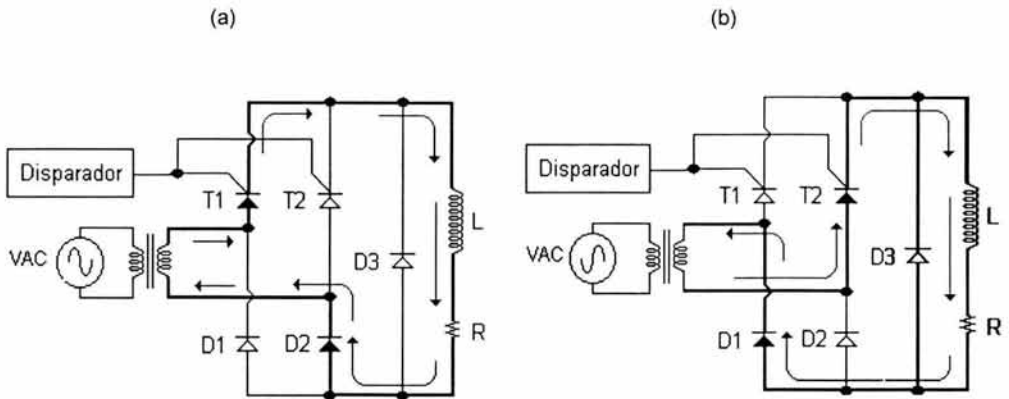 (a)
(b)
Disparador
T1
T2
VAC
L
D3
D1
D2
R
Disparador
T1
T2
VAC
L
D3
D1
D2
R